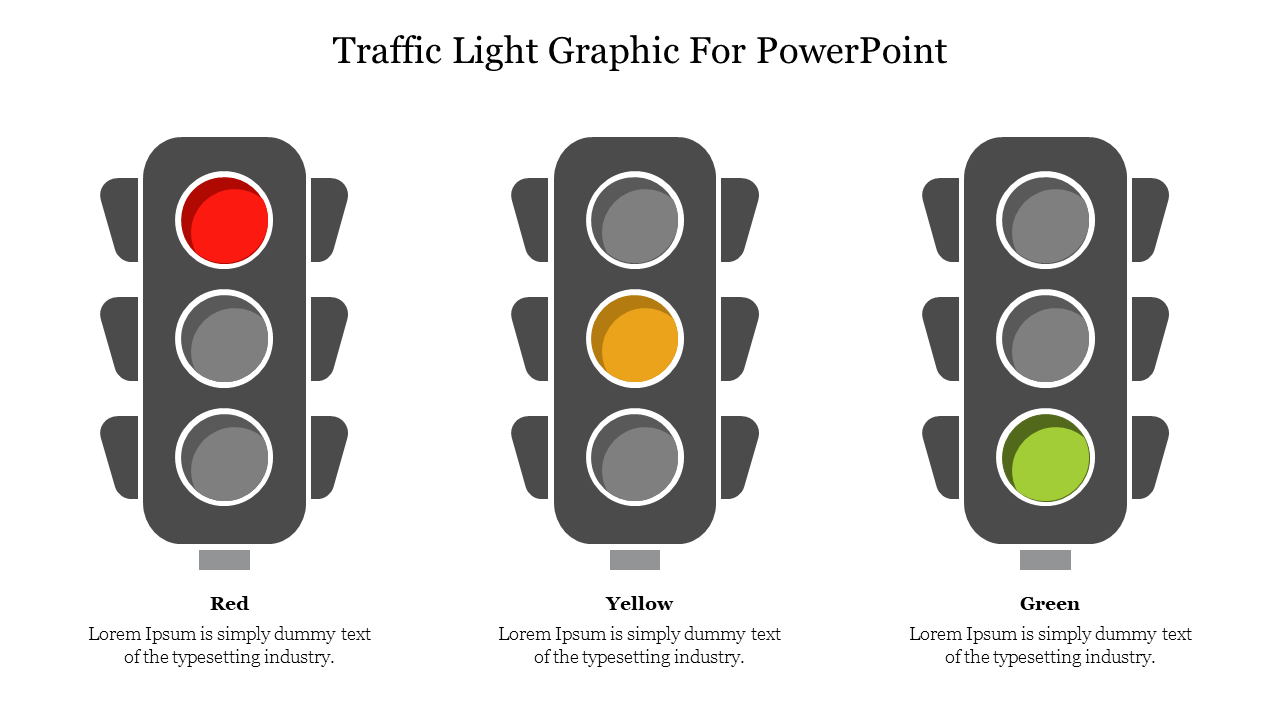 Traffic Light Graphic For PowerPoint
Red
Lorem Ipsum is simply dummy text
of the typesetting industry.
Yellow
Lorem Ipsum is simply dummy text
of the typesetting industry.
Green
Lorem Ipsum is simply dummy text
of the typesetting industry.